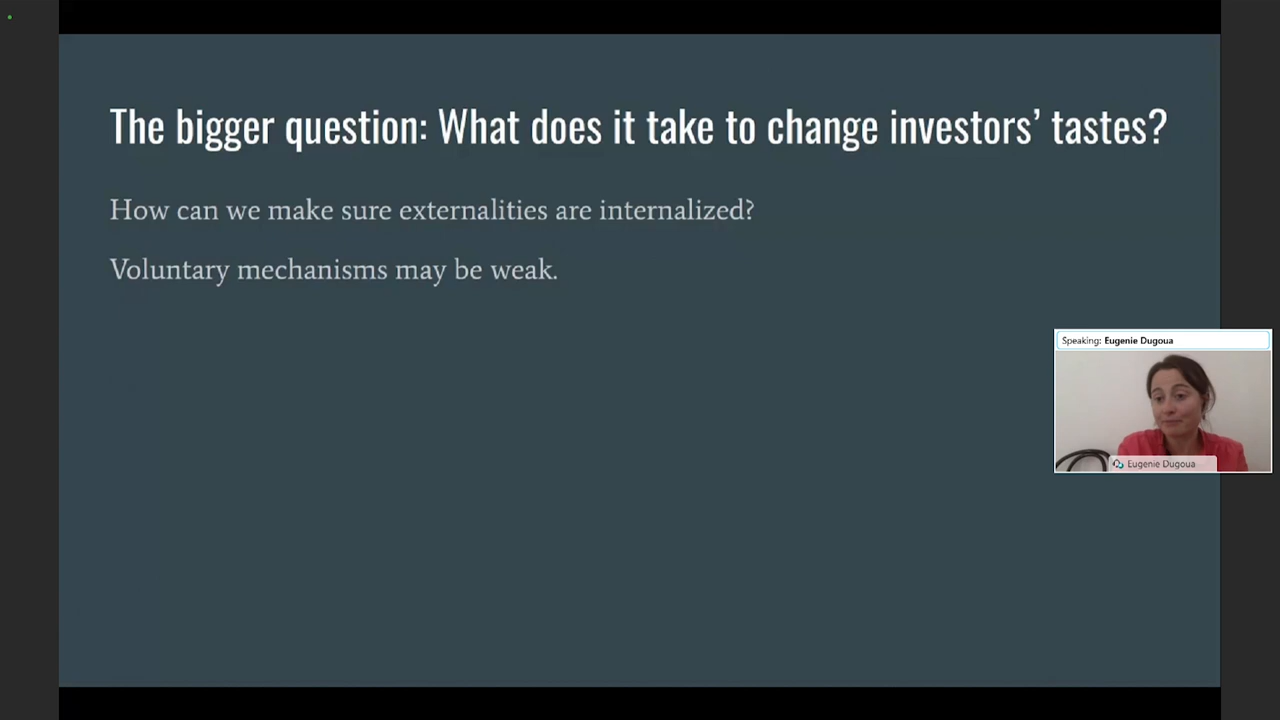 The bigger question: What does it take to change investors’ tastes?
How can we make sure externalities are internalized?
Voluntary mechanisms may be weak.
Speaking: Eugenie Dugoua
Eugenie Dugoua